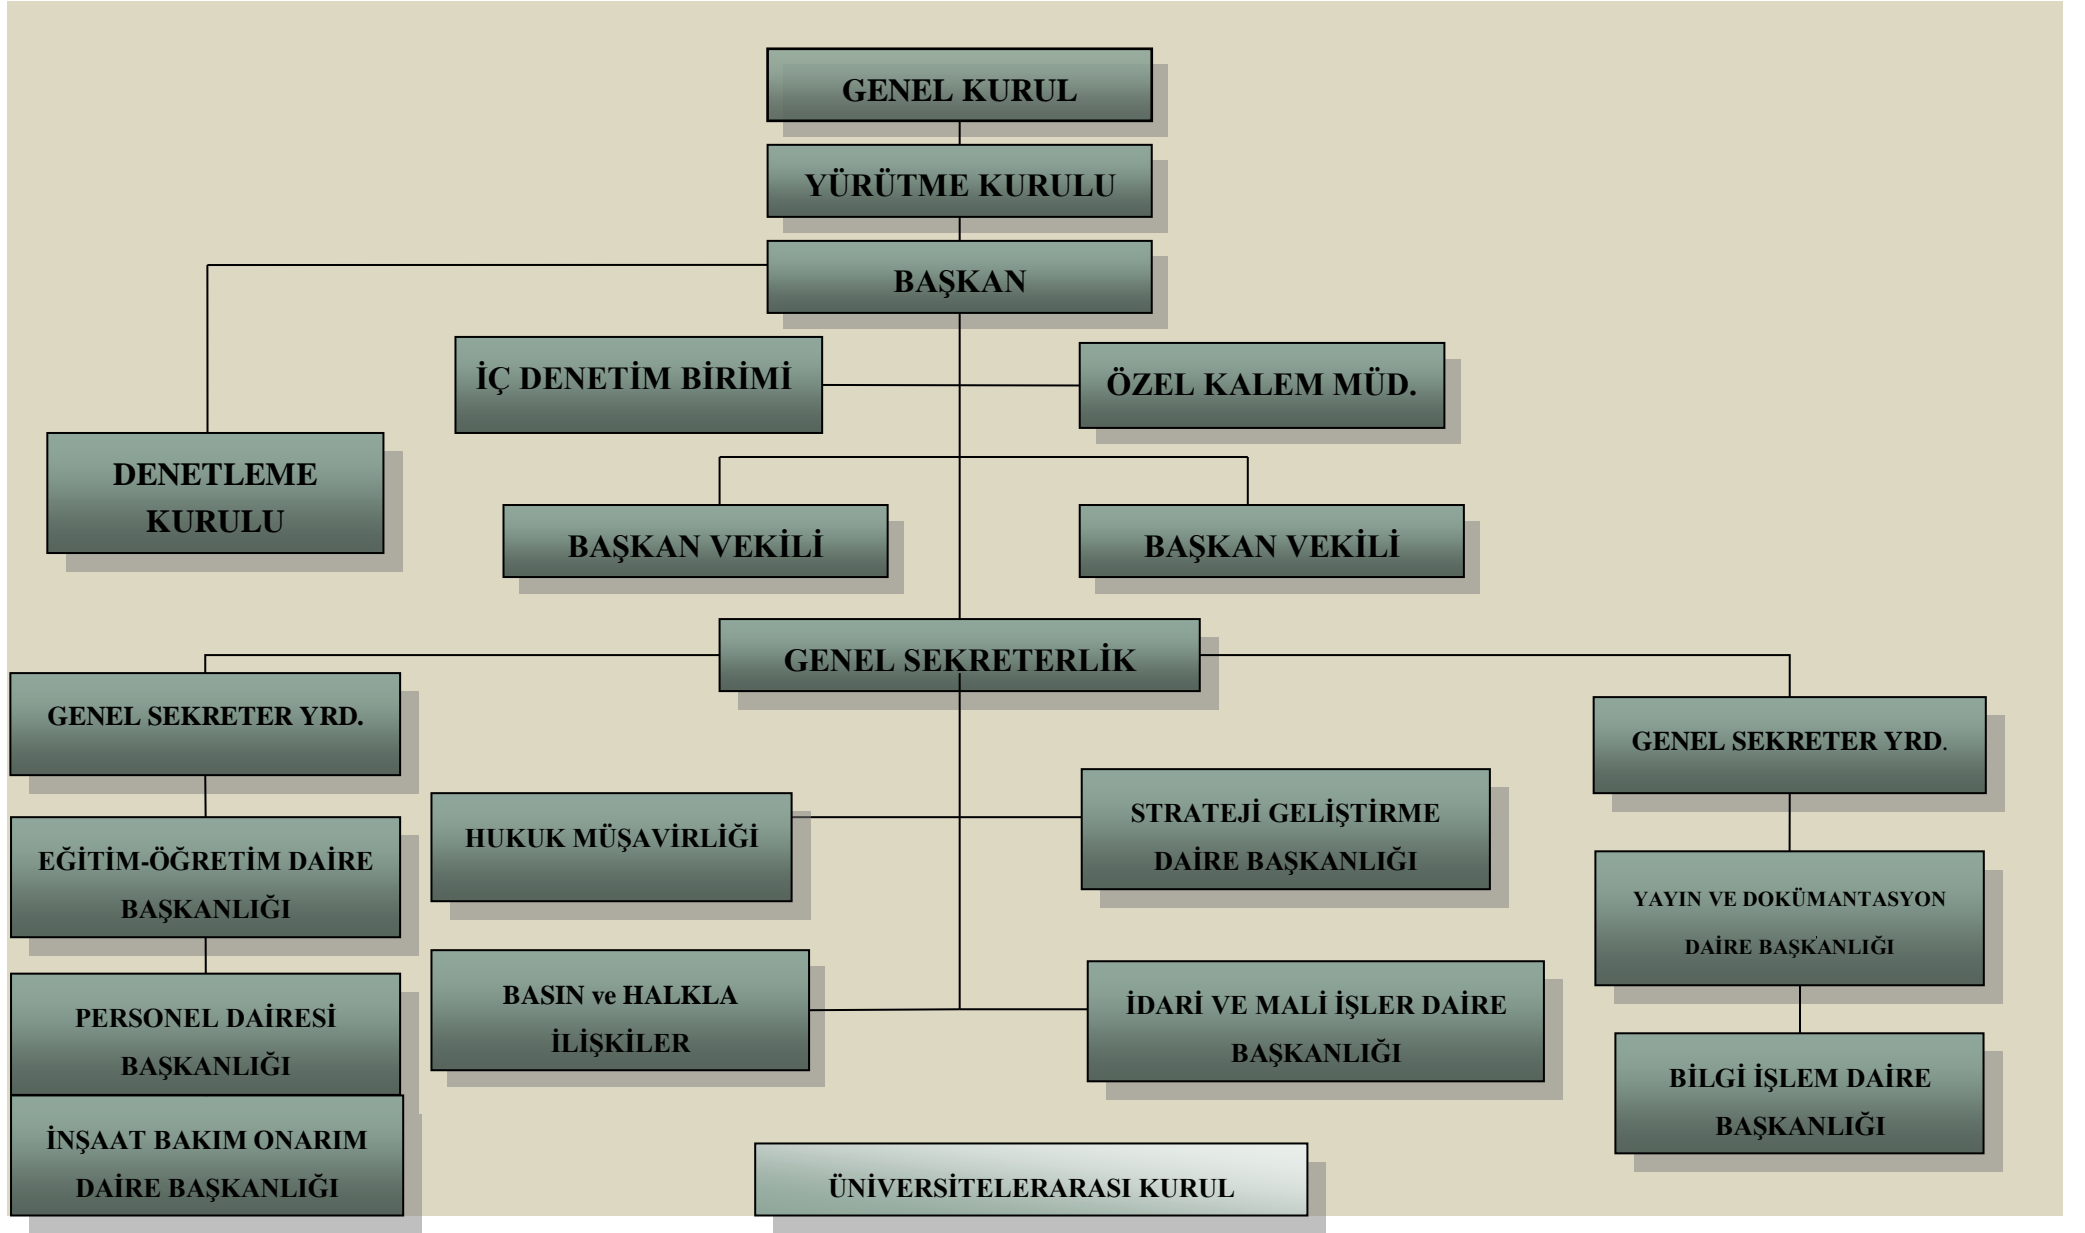 GENEL KURUL
YÜRÜTME KURULU
BAŞKAN
İÇ DENETİM BİRİMİ
ÖZEL KALEM MÜD.
DENETLEME
KURULU
BAŞKAN VEKİLİ
BAŞKAN VEKİLİ
GENEL SEKRETERLİK
GENEL SEKRETER YRD.
GENEL SEKRETER YRD.
HUKUK MÜŞAVİRLİĞİ
STRATEJİ GELİŞTİRME
DAİRE BAŞKANLIĞI
EĞİTİM-ÖĞRETİM DAİRE
BAŞKANLIĞI
YAYIN VE DOKÜMANTASYON
DAİRE BAŞKANLIĞI
BASIN ve HALKLA
İLİŞKİLER
İDARİ VE MALİ İŞLER DAİRE
BAŞKANLIĞI
PERSONEL DAİRESİ
BAŞKANLIĞI
BİLGİ İŞLEM DAİRE
BAŞKANLIĞI
İNŞAAT BAKIM ONARIM
DAİRE BAŞKANLIĞI
ÜNİVERSİTELERARASI KURUL